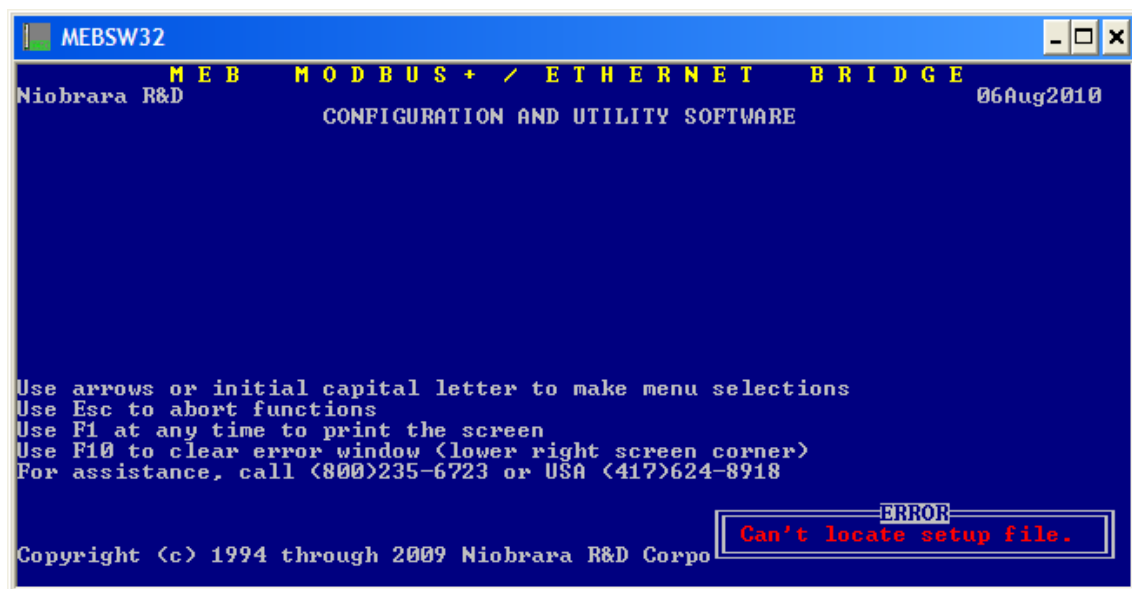 MEBSW32
M E B   M O D B U S + / E T H E R N E T   B R I D G E
Niobrara R&D 06Aug2010
CONFIGURATION AND UTILITY SOFTWARE
Use arrows or initial capital letter to make menu selections
Use Esc to abort functions
Use F1 at any time to print the screen
Use F10 to clear error window (lower right screen corner)
For assistance, call (800)235-6723 or USA (417)624-8918
ERROR
Can't locate setup file.
Copyright (c) 1994 through 2009 Niobrara R&D Corpo